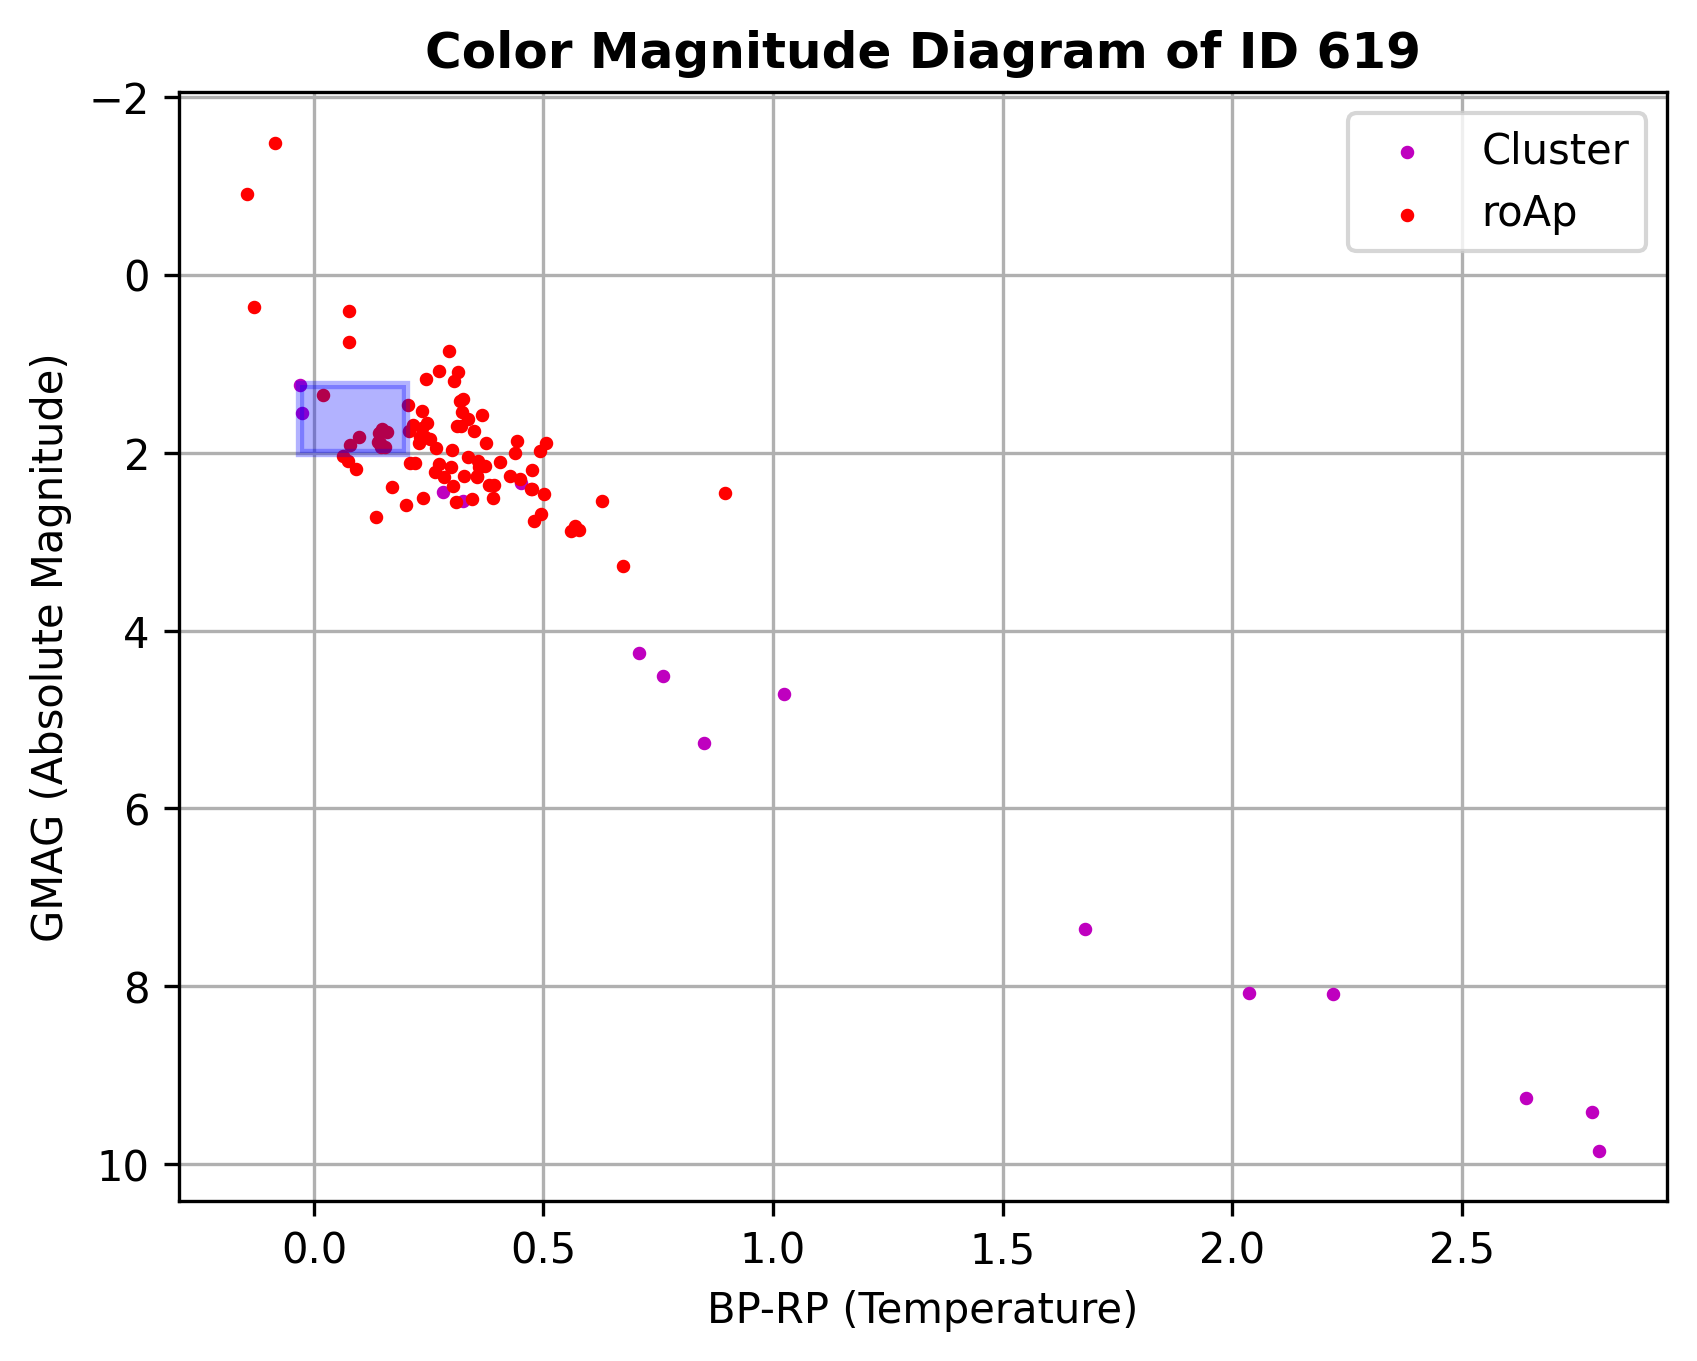 Color Magnitude Diagram of ID 619
Cluster
roAp
GMAG (Absolute Magnitude)
−2
0
2
4
6
8
10
0.0 0.5 1.0 1.5 2.0 2.5
BP-RP (Temperature)